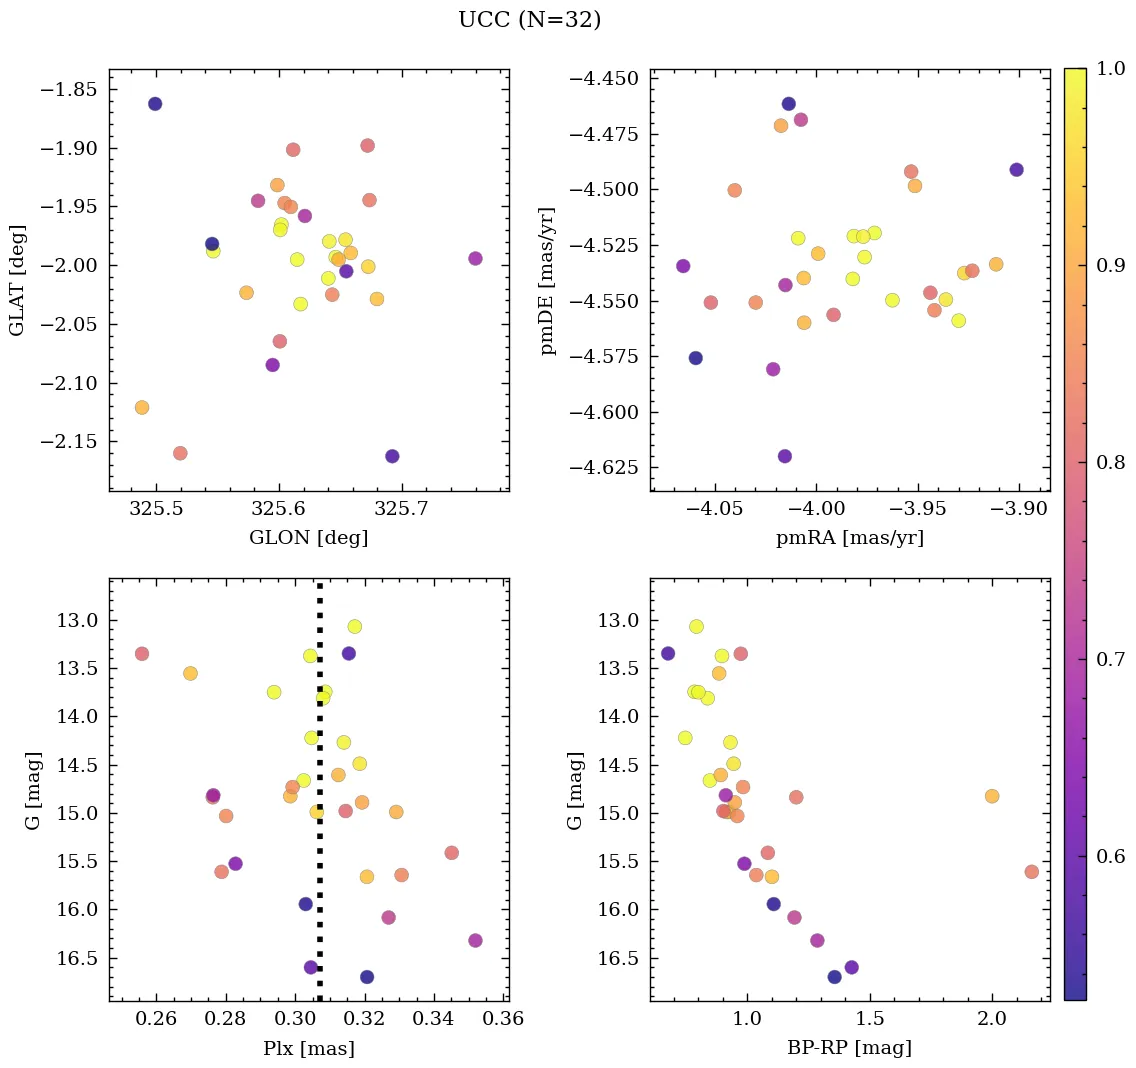 UCC (N=32)
−1.85
−1.90
−1.95
−2.00
−2.05
−2.10
−2.15
GLAT [deg]
325.5 325.6 325.7
GLON [deg]
−4.450
−4.475
−4.500
−4.525
−4.550
−4.575
−4.600
−4.625
pmDE [mas/yr]
−4.05 −4.00 −3.95 −3.90
pmRA [mas/yr]
13.0
13.5
14.0
14.5
15.0
15.5
16.0
16.5
G [mag]
0.26 0.28 0.30 0.32 0.34 0.36
Plx [mas]
13.0
13.5
14.0
14.5
15.0
15.5
16.0
16.5
G [mag]
1.0 1.5 2.0
BP-RP [mag]
1.0
0.9
0.8
0.7
0.6